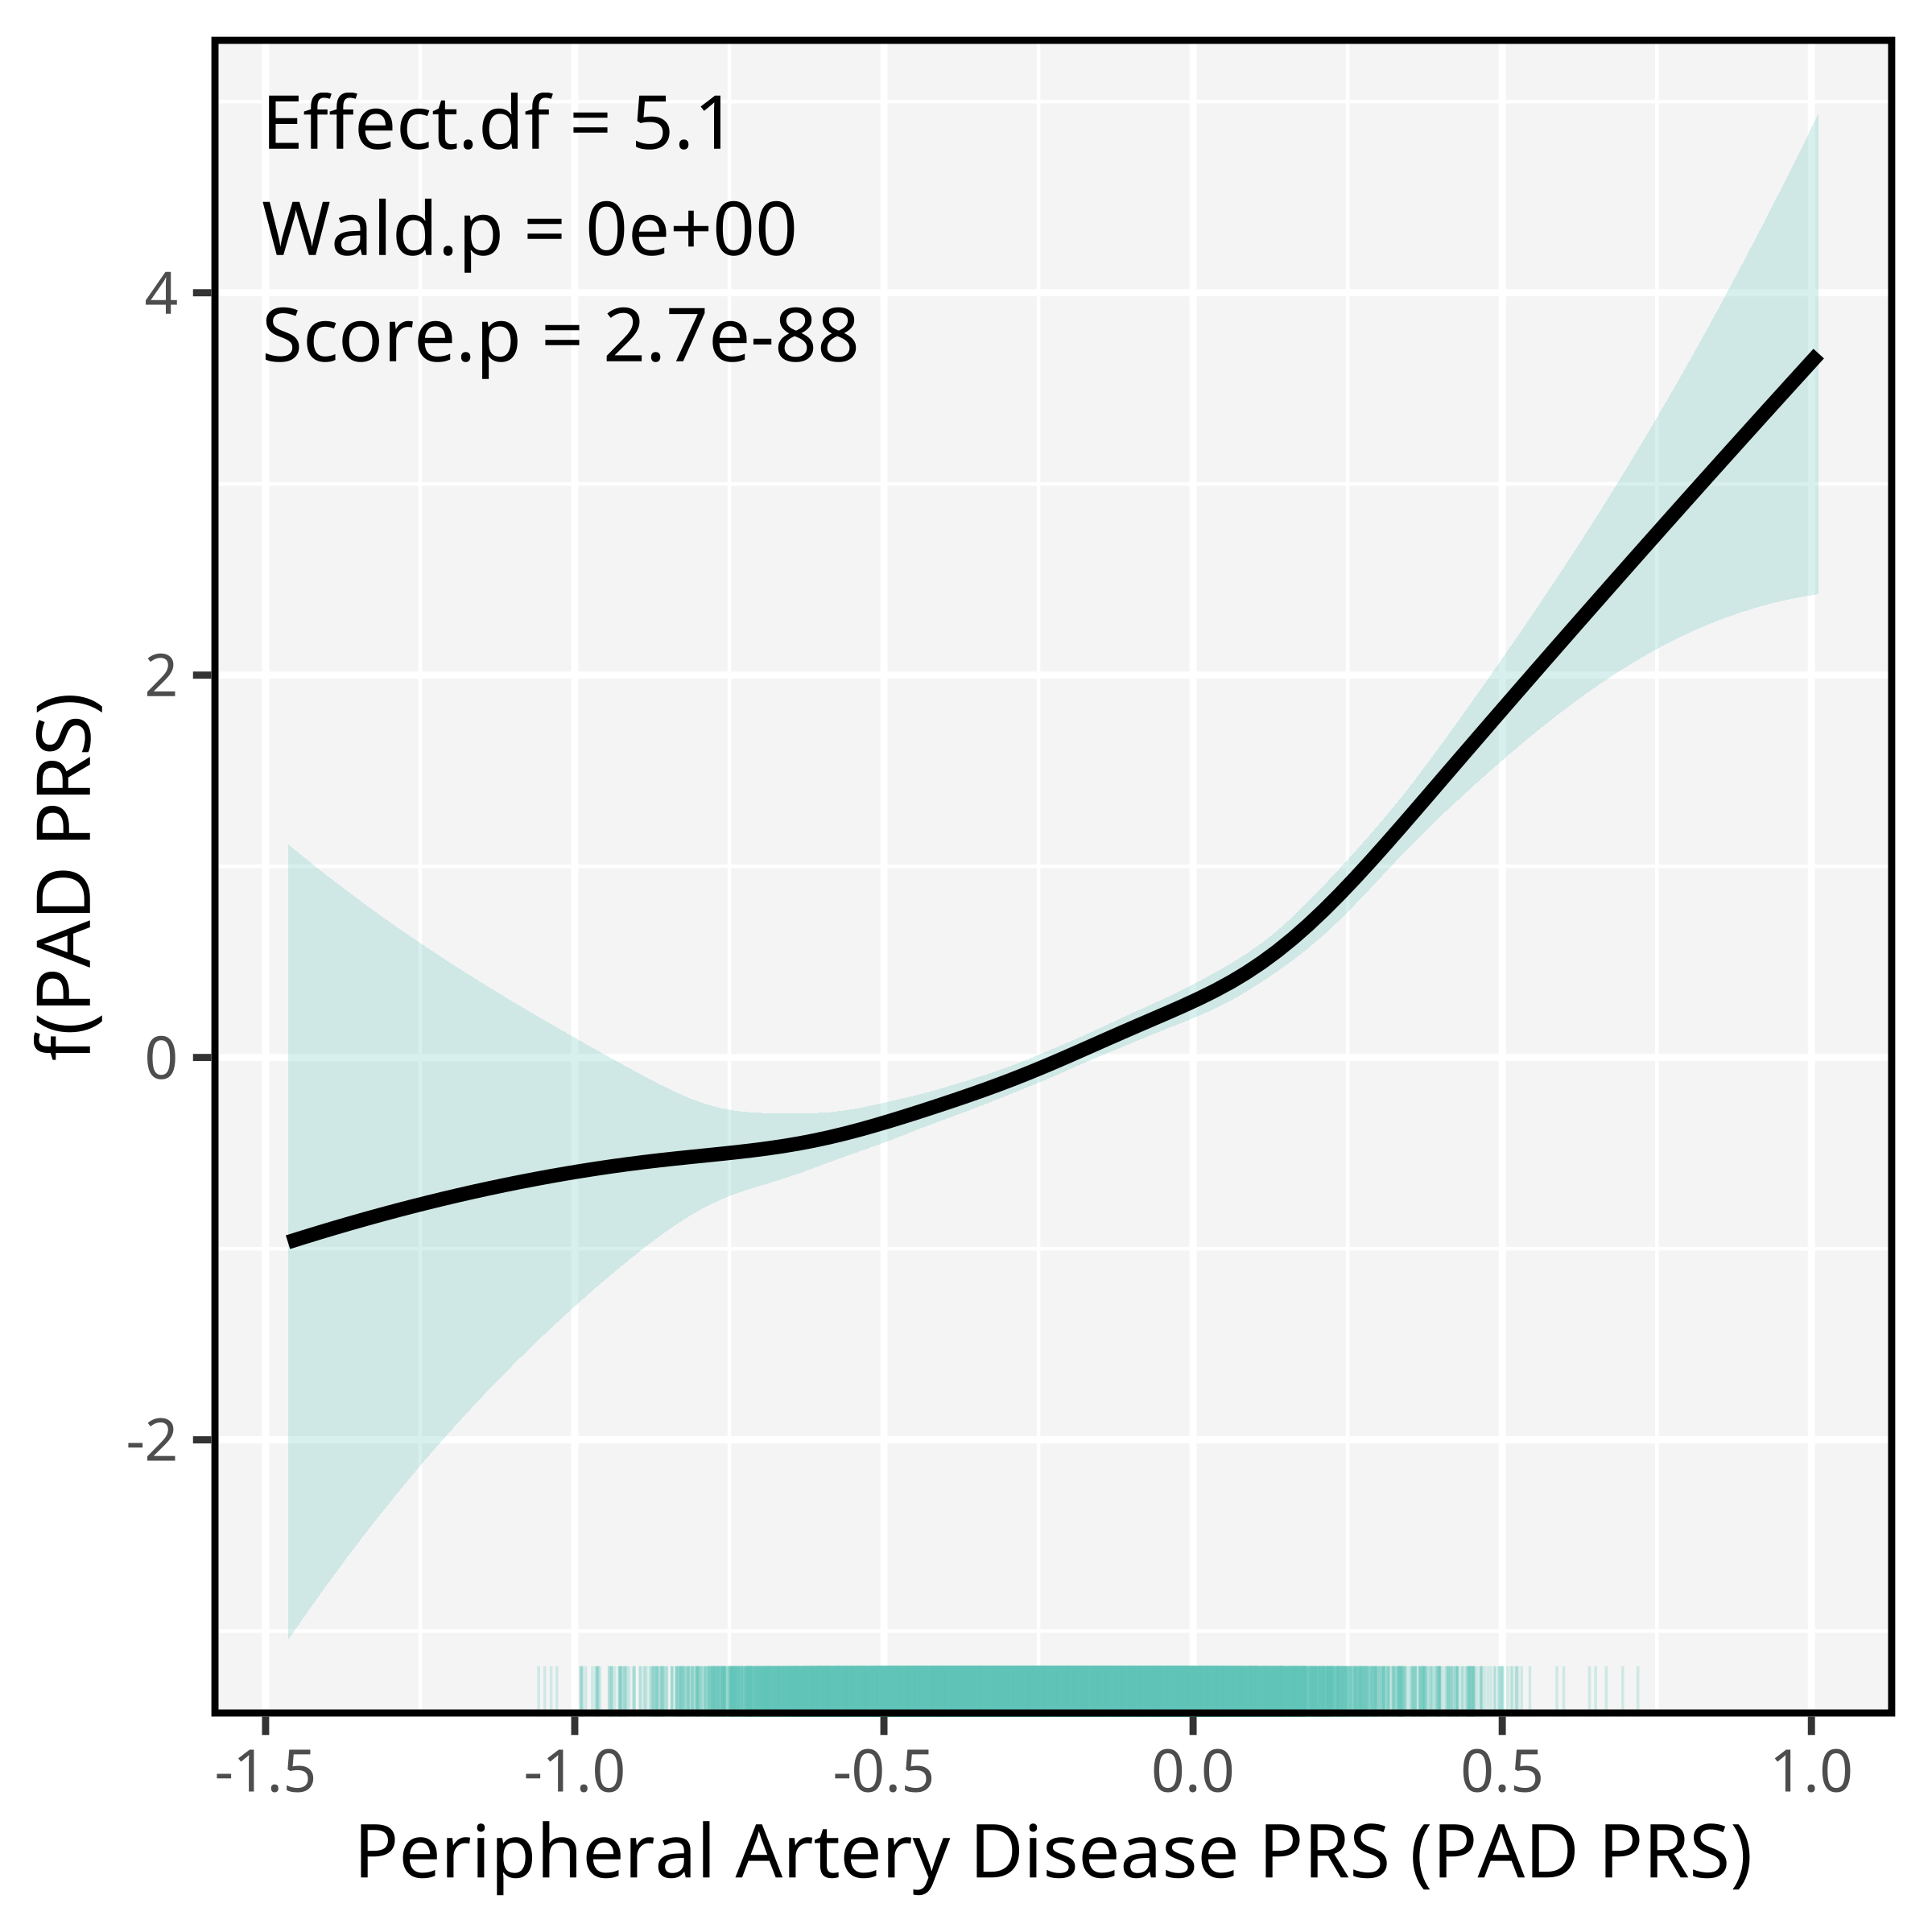 Effect.df = 5.1
Wald.p = 0e+00
Score.p = 2.7e-88
f(PAD PRS)
4
2
0
-2
-1.5 -1.0 -0.5 0.0 0.5 1.0
Peripheral Artery Disease PRS (PAD PRS)